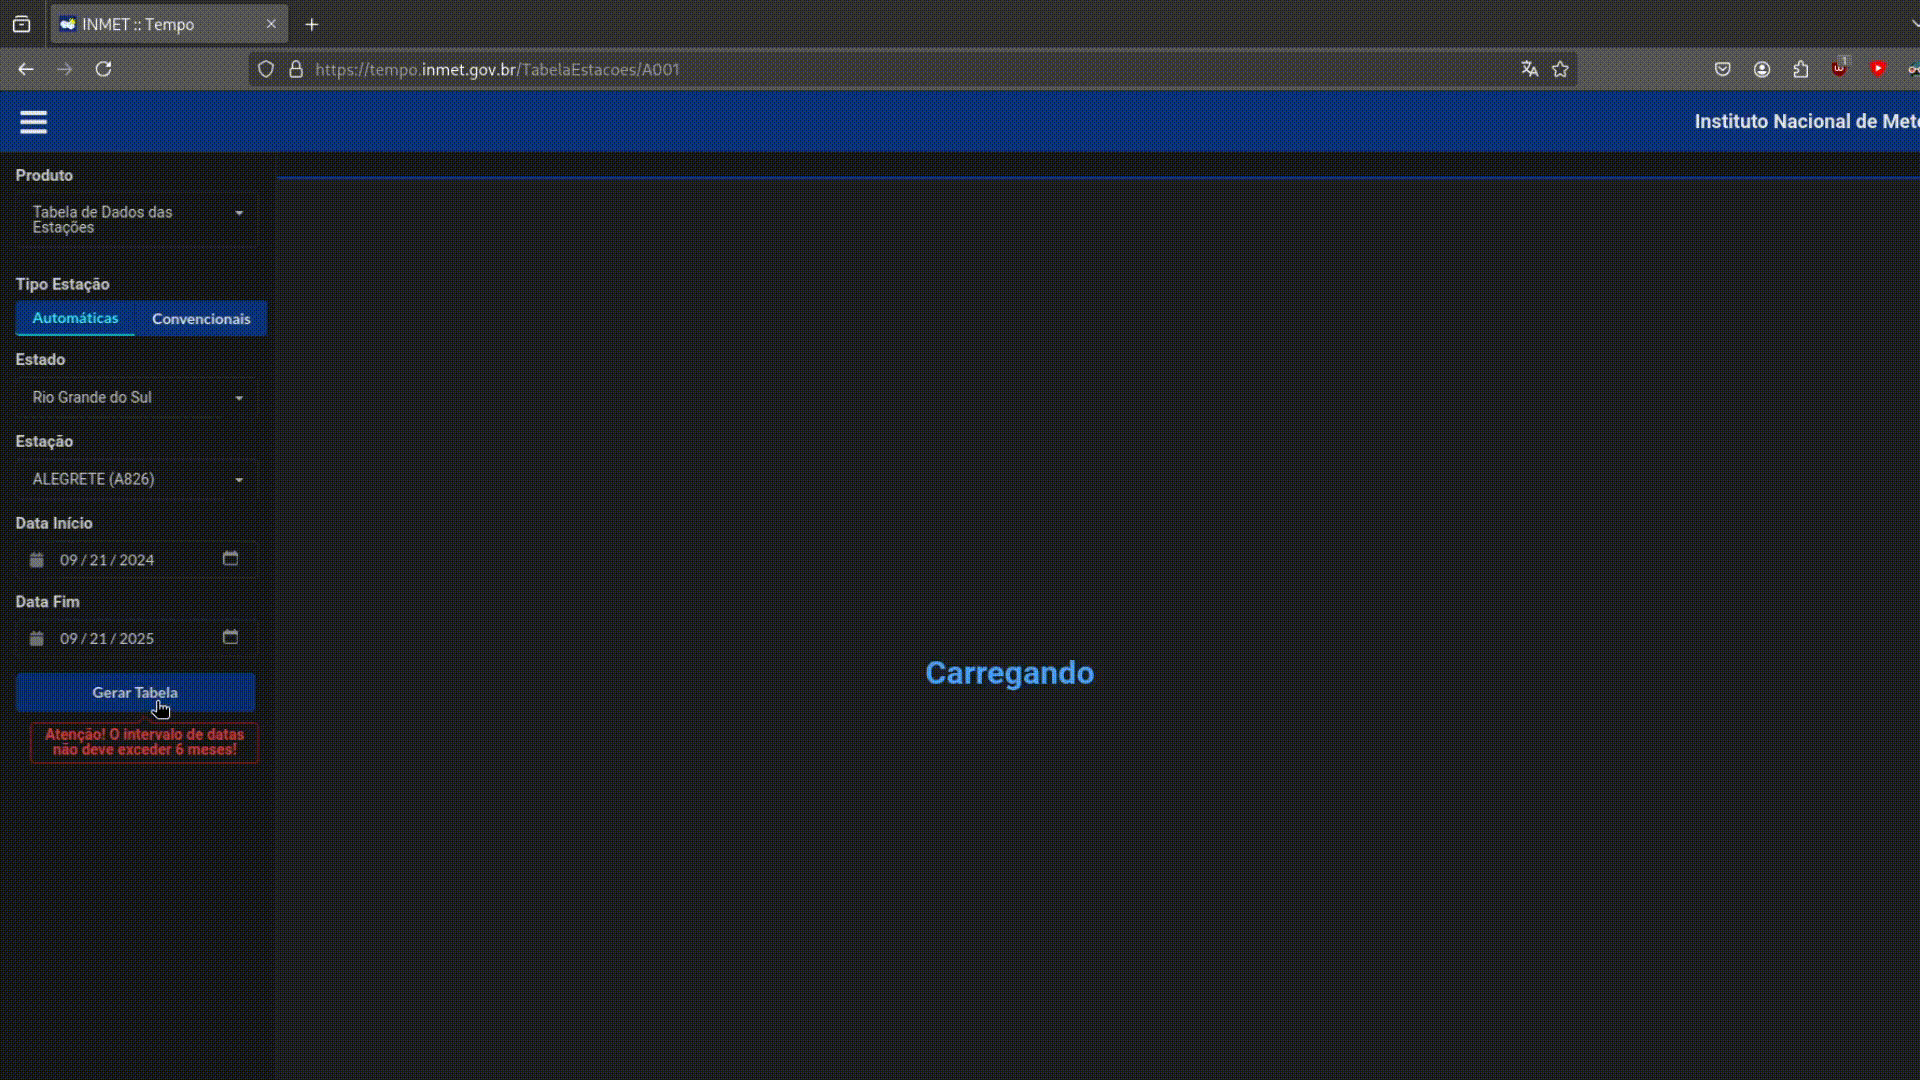 INMET :: Tempo
https://tempo.inmet.gov.br/TabelaEstacoes/A001
1
Instituto Nacional de Mete
Produto
Tabela de Dados das
Estações
Tipo Estação
Automáticas Convencionais
Estado
Rio Grande do Sul
Estação
ALEGRETE (A826)
Data Início
09 / 21 / 2024
Data Fim
09 / 21 / 2025
Carregando
Gerar Tabela
Atenção! O intervalo de datas
não deve exceder 6 meses!